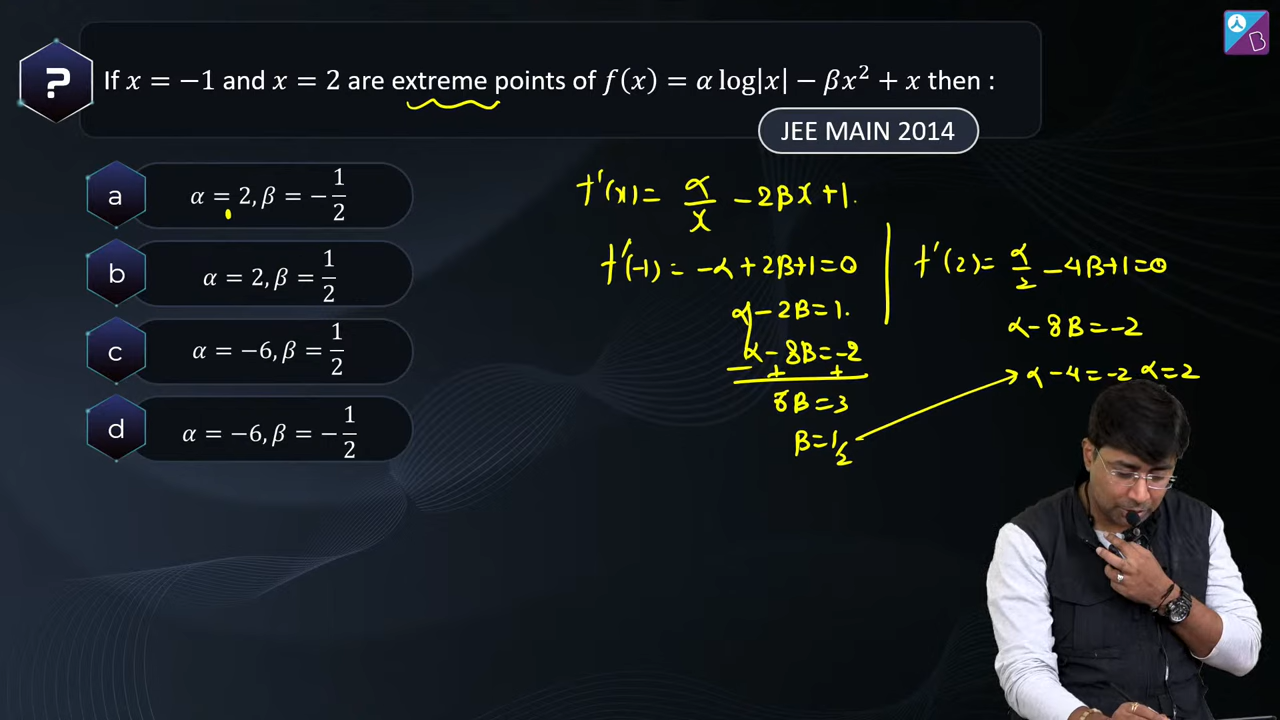 ?
If x = −1 and x = 2 are extreme points of f(x) = α log|x| − βx² + x then :
JEE MAIN 2014
a α = 2, β = −1/2
b α = 2, β = 1/2
c α = −6, β = 1/2
d α = −6, β = −1/2
f'(x) = α/x − 2βx + 1.
f'(-1) = −α + 2β + 1 = 0
α − 2β = 1.
α − 8β = −2
− + +
6β = 3
β = 1/2
f'(2) = α/2 − 4β + 1 = 0
α − 8β = −2
α − 4 = −2 α = 2
B